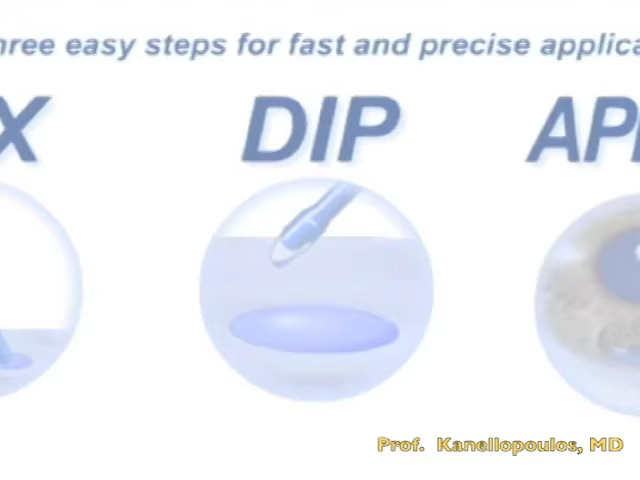 hree easy steps for fast and precise applica
X DIP AP
Prof. Kanellopoulos, MD